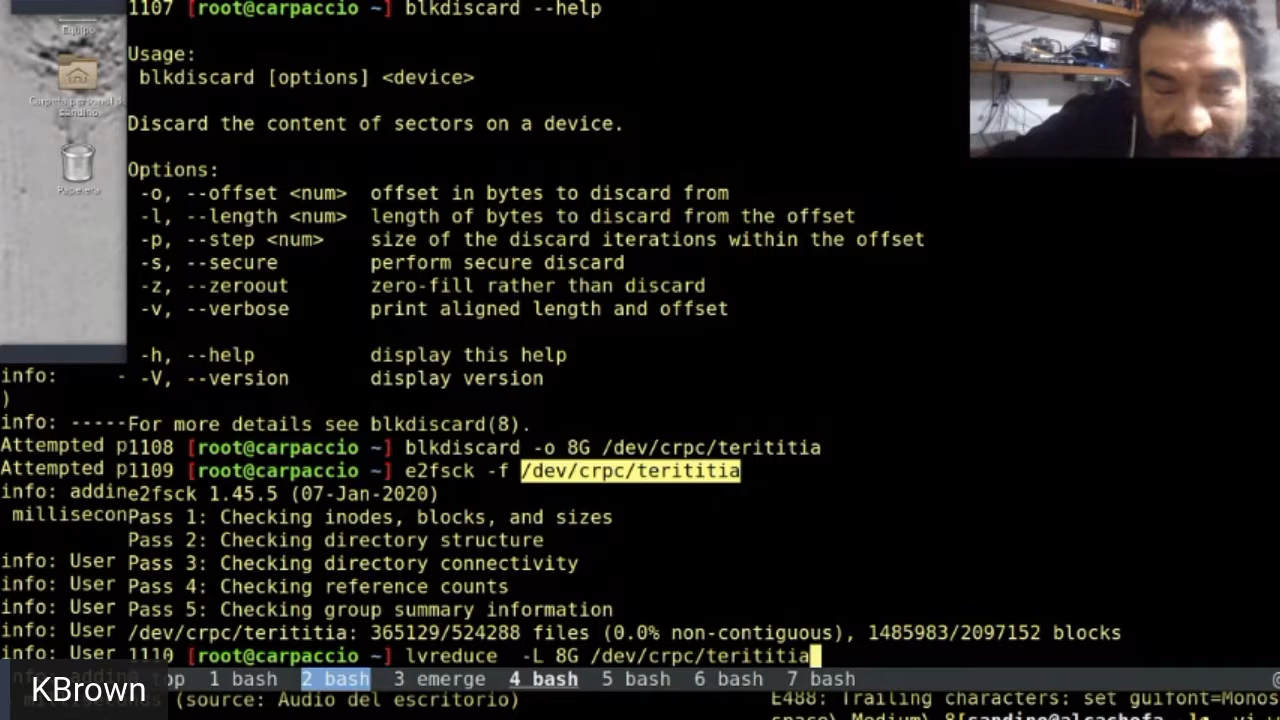 1107 [root@carpaccio ~] blkdiscard --help
Equipo
Usage:
blkdiscard [options] <device>
Carpeta personal de
sandino
Discard the content of sectors on a device.
Options:
Papelera
-o, --offset <num>  offset in bytes to discard from
-l, --length <num>  length of bytes to discard from the offset
-p, --step <num>    size of the discard iterations within the offset
-s, --secure        perform secure discard
-z, --zeroout       zero-fill rather than discard
-v, --verbose       print aligned length and offset
-h, --help          display this help
info:     - -V, --version       display version
)
info: -----For more details see blkdiscard(8).
Attempted p1108 [root@carpaccio ~] blkdiscard -o 8G /dev/crpc/terititia
Attempted p1109 [root@carpaccio ~] e2fsck -f /dev/crpc/terititia
info: addine2fsck 1.45.5 (07-Jan-2020)
milliseconPass 1: Checking inodes, blocks, and sizes
Pass 2: Checking directory structure
info: User Pass 3: Checking directory connectivity
info: User Pass 4: Checking reference counts
info: User Pass 5: Checking group summary information
info: User /dev/crpc/terititia: 365129/524288 files (0.0% non-contiguous), 1485983/2097152 blocks
info: User 1110 [root@carpaccio ~] lvreduce  -L 8G /dev/crpc/terititia
top  1 bash  2 bash  3 emerge  4 bash  5 bash  6 bash  7 bash
KBrown
(source: Audio del escritorio)
E488: Trailing characters: set guifont=Monos